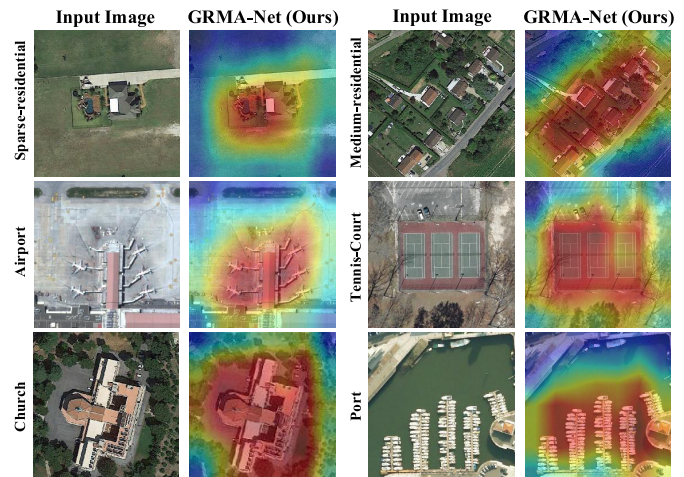 Input Image GRMA-Net (Ours) Input Image GRMA-Net (Ours)
Sparse-residential
Medium-residential
Airport
Tennis-Court
Church
Port